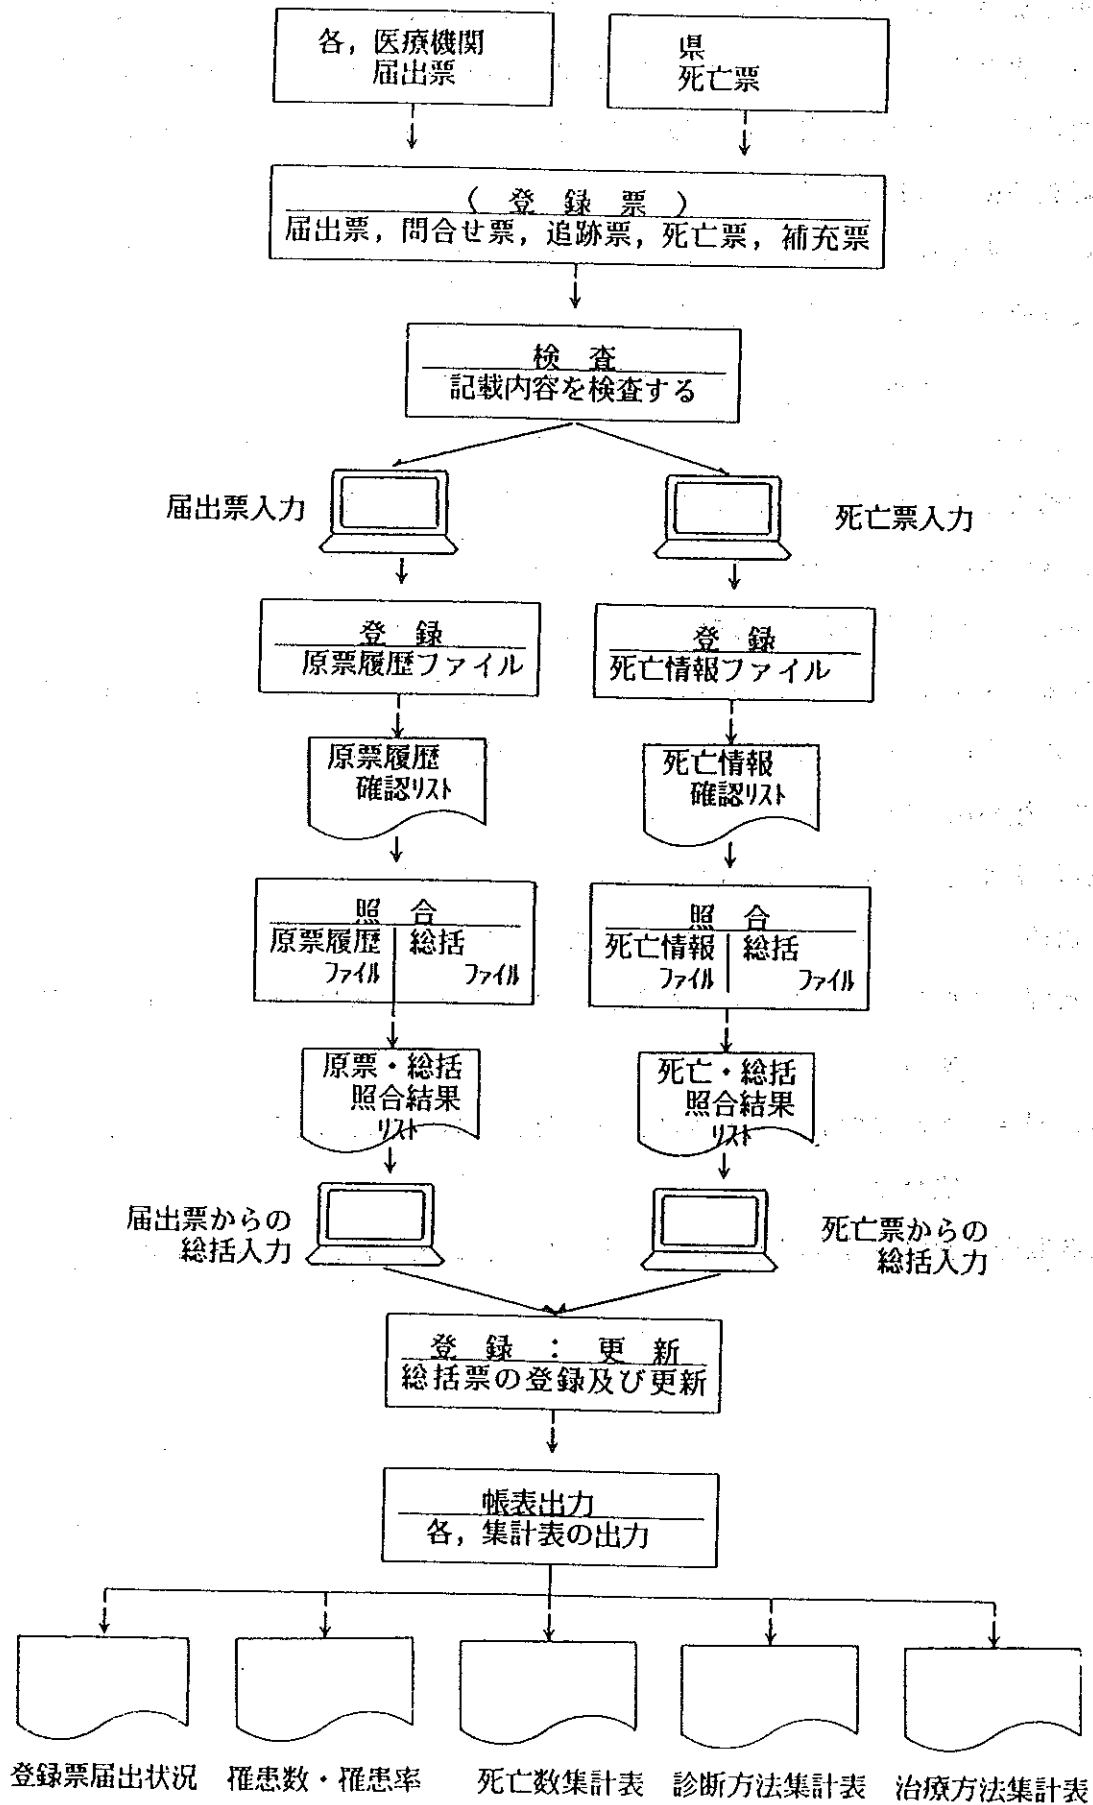 各，医療機関
届出票
県
死亡票
（ 登 録 票 ）
届出票，問合せ票，追跡票，死亡票，補充票
検 査
記載内容を検査する
届出票入力
死亡票入力
登 録
原票履歴ファイル
登 録
死亡情報ファイル
原票履歴
確認リスト
死亡情報
確認リスト
照 合
原票履歴 総括
ファイル ファイル
照 合
死亡情報 総括
ファイル ファイル
原票・総括
照合結果
リスト
死亡・総括
照合結果
リスト
届出票からの
総括入力
死亡票からの
総括入力
登 録 ： 更 新
総括票の登録及び更新
帳表出力
各，集計表の出力
登録票届出状況
罹患数・罹患率
死亡数集計表
診断方法集計表
治療方法集計表